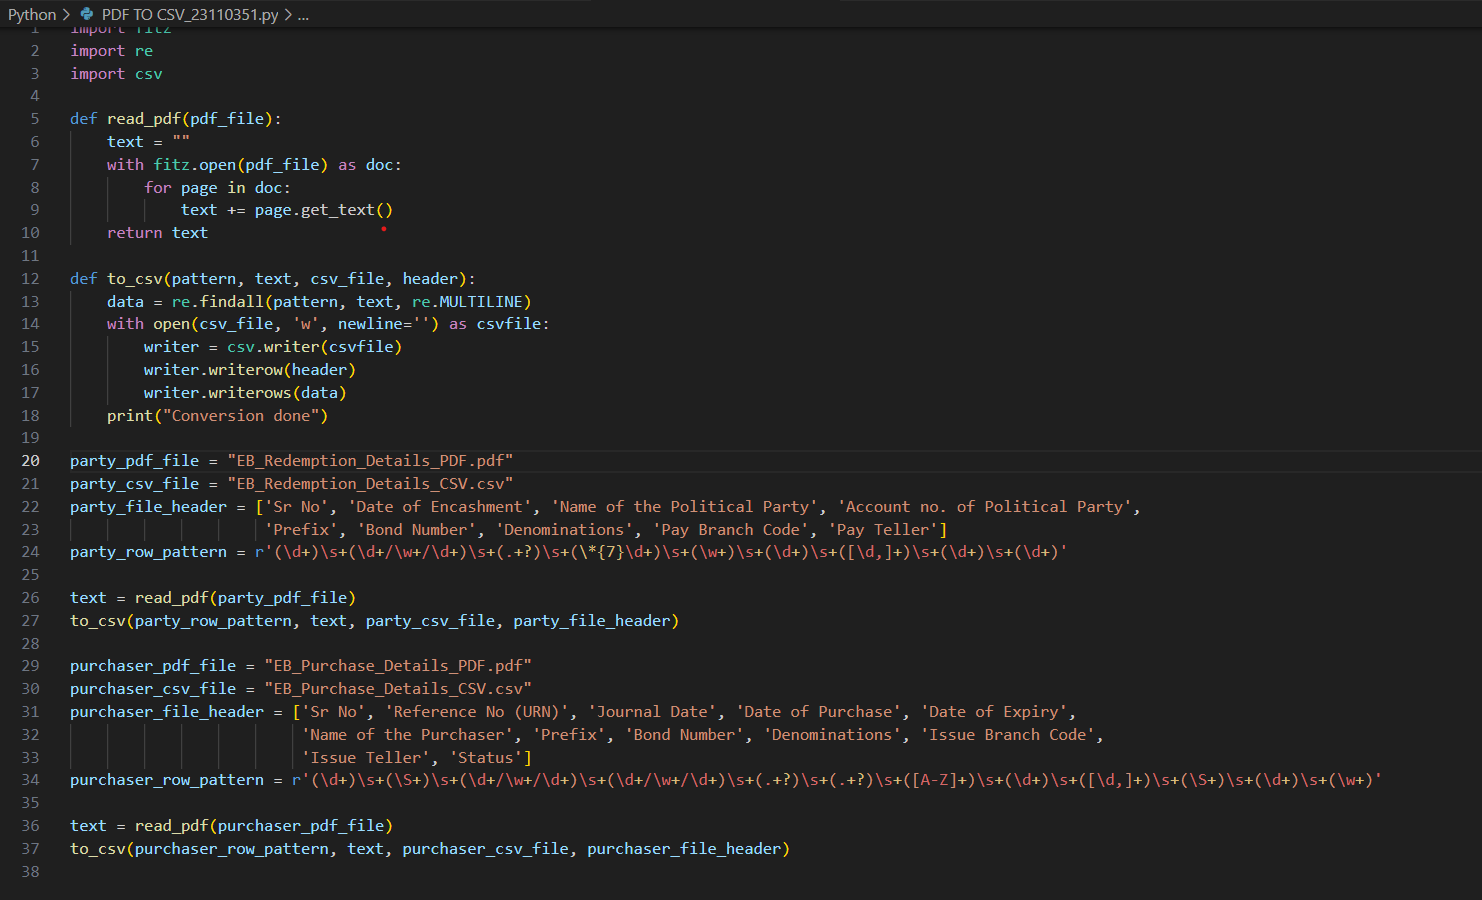 Python > PDF TO CSV_23110351.py > ...
1 import fitz
2 import re
3 import csv
4
5 def read_pdf(pdf_file):
6     text = ""
7     with fitz.open(pdf_file) as doc:
8         for page in doc:
9             text += page.get_text()
10     return text
11
12 def to_csv(pattern, text, csv_file, header):
13     data = re.findall(pattern, text, re.MULTILINE)
14     with open(csv_file, 'w', newline='') as csvfile:
15         writer = csv.writer(csvfile)
16         writer.writerow(header)
17         writer.writerows(data)
18     print("Conversion done")
19
20 party_pdf_file = "EB_Redemption_Details_PDF.pdf"
21 party_csv_file = "EB_Redemption_Details_CSV.csv"
22 party_file_header = ['Sr No', 'Date of Encashment', 'Name of the Political Party', 'Account no. of Political Party',
23                      'Prefix', 'Bond Number', 'Denominations', 'Pay Branch Code', 'Pay Teller']
24 party_row_pattern = r'(\d+)\s+(\d+/\w+/\d+)\s+(.+?)\s+(\*{7}\d+)\s+(\w+)\s+(\d+)\s+([\d,]+)\s+(\d+)\s+(\d+)'
25
26 text = read_pdf(party_pdf_file)
27 to_csv(party_row_pattern, text, party_csv_file, party_file_header)
28
29 purchaser_pdf_file = "EB_Purchase_Details_PDF.pdf"
30 purchaser_csv_file = "EB_Purchase_Details_CSV.csv"
31 purchaser_file_header = ['Sr No', 'Reference No (URN)', 'Journal Date', 'Date of Purchase', 'Date of Expiry',
32                          'Name of the Purchaser', 'Prefix', 'Bond Number', 'Denominations', 'Issue Branch Code',
33                          'Issue Teller', 'Status']
34 purchaser_row_pattern = r'(\d+)\s+(\S+)\s+(\d+/\w+/\d+)\s+(\d+/\w+/\d+)\s+(.+?)\s+(.+?)\s+([A-Z]+)\s+(\d+)\s+([\d,]+)\s+(\S+)\s+(\d+)\s+(\w+)'
35
36 text = read_pdf(purchaser_pdf_file)
37 to_csv(purchaser_row_pattern, text, purchaser_csv_file, purchaser_file_header)
38